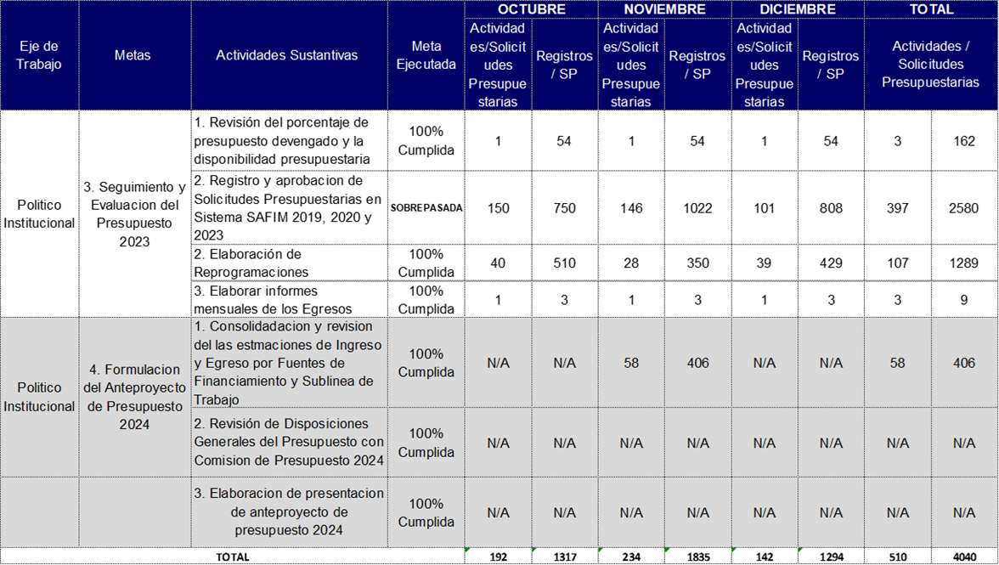 Eje de Trabajo | Metas | Actividades Sustantivas | Meta Ejecutada | OCTUBRE | NOVIEMBRE | DICIEMBRE | TOTAL
Actividades/Solicitudes Presupuestarias | Registros / SP | Actividades/Solicitudes Presupuestarias | Registros / SP | Actividades/Solicitudes Presupuestarias | Registros / SP | Actividades / Solicitudes Presupuestarias
Politico Institucional | 3. Seguimiento y Evaluacion del Presupuesto 2023 | 1. Revisión del porcentaje de presupuesto devengado y la disponibilidad presupuestaria | 100% Cumplida | 1 | 54 | 1 | 54 | 1 | 54 | 3 | 162
2. Registro y aprobacion de Solicitudes Presupuestarias en Sistema SAFIM 2019, 2020 y 2023 | SOBREPASADA | 150 | 750 | 146 | 1022 | 101 | 808 | 397 | 2580
2. Elaboración de Reprogramaciones | 100% Cumplida | 40 | 510 | 28 | 350 | 39 | 429 | 107 | 1289
3. Elaborar informes mensuales de los Egresos | 100% Cumplida | 1 | 3 | 1 | 3 | 1 | 3 | 3 | 9
Politico Institucional | 4. Formulacion del Anteproyecto de Presupuesto 2024 | 1. Consolidadacion y revision del las estmaciones de Ingreso y Egreso por Fuentes de Financiamiento y Sublinea de Trabajo | 100% Cumplida | N/A | N/A | 58 | 406 | N/A | N/A | 58 | 406
2. Revisión de Disposiciones Generales del Presupuesto con Comision de Presupuesto 2024 | 100% Cumplida | N/A | N/A | N/A | N/A | N/A | N/A | N/A | N/A
3. Elaboracion de presentacion de anteproyecto de presupuesto 2024 | 100% Cumplida | N/A | N/A | N/A | N/A | N/A | N/A | N/A | N/A
TOTAL | 192 | 1317 | 234 | 1835 | 142 | 1294 | 510 | 4040